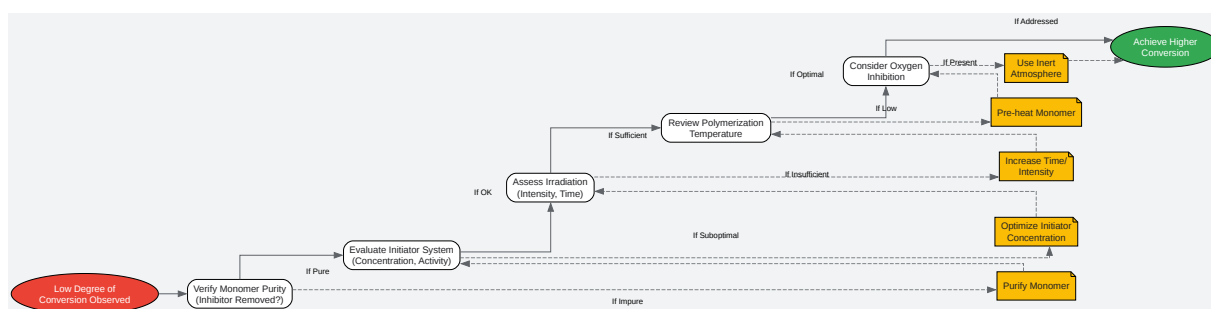 If Addressed
Achieve Higher
Conversion
Consider Oxygen
Inhibition
If Present
Use Inert
Atmosphere
If Optimal
If Low
Pre-heat Monomer
Review Polymerization
Temperature
If Sufficient
Increase Time/
Intensity
Assess Irradiation
(Intensity, Time)
If Insufficient
If OK
Optimize Initiator
Concentration
If Suboptimal
Evaluate Initiator System
(Concentration, Activity)
If Pure
Purify Monomer
Low Degree of
Conversion Observed
Verify Monomer Purity
(Inhibitor Removed?)
If Impure